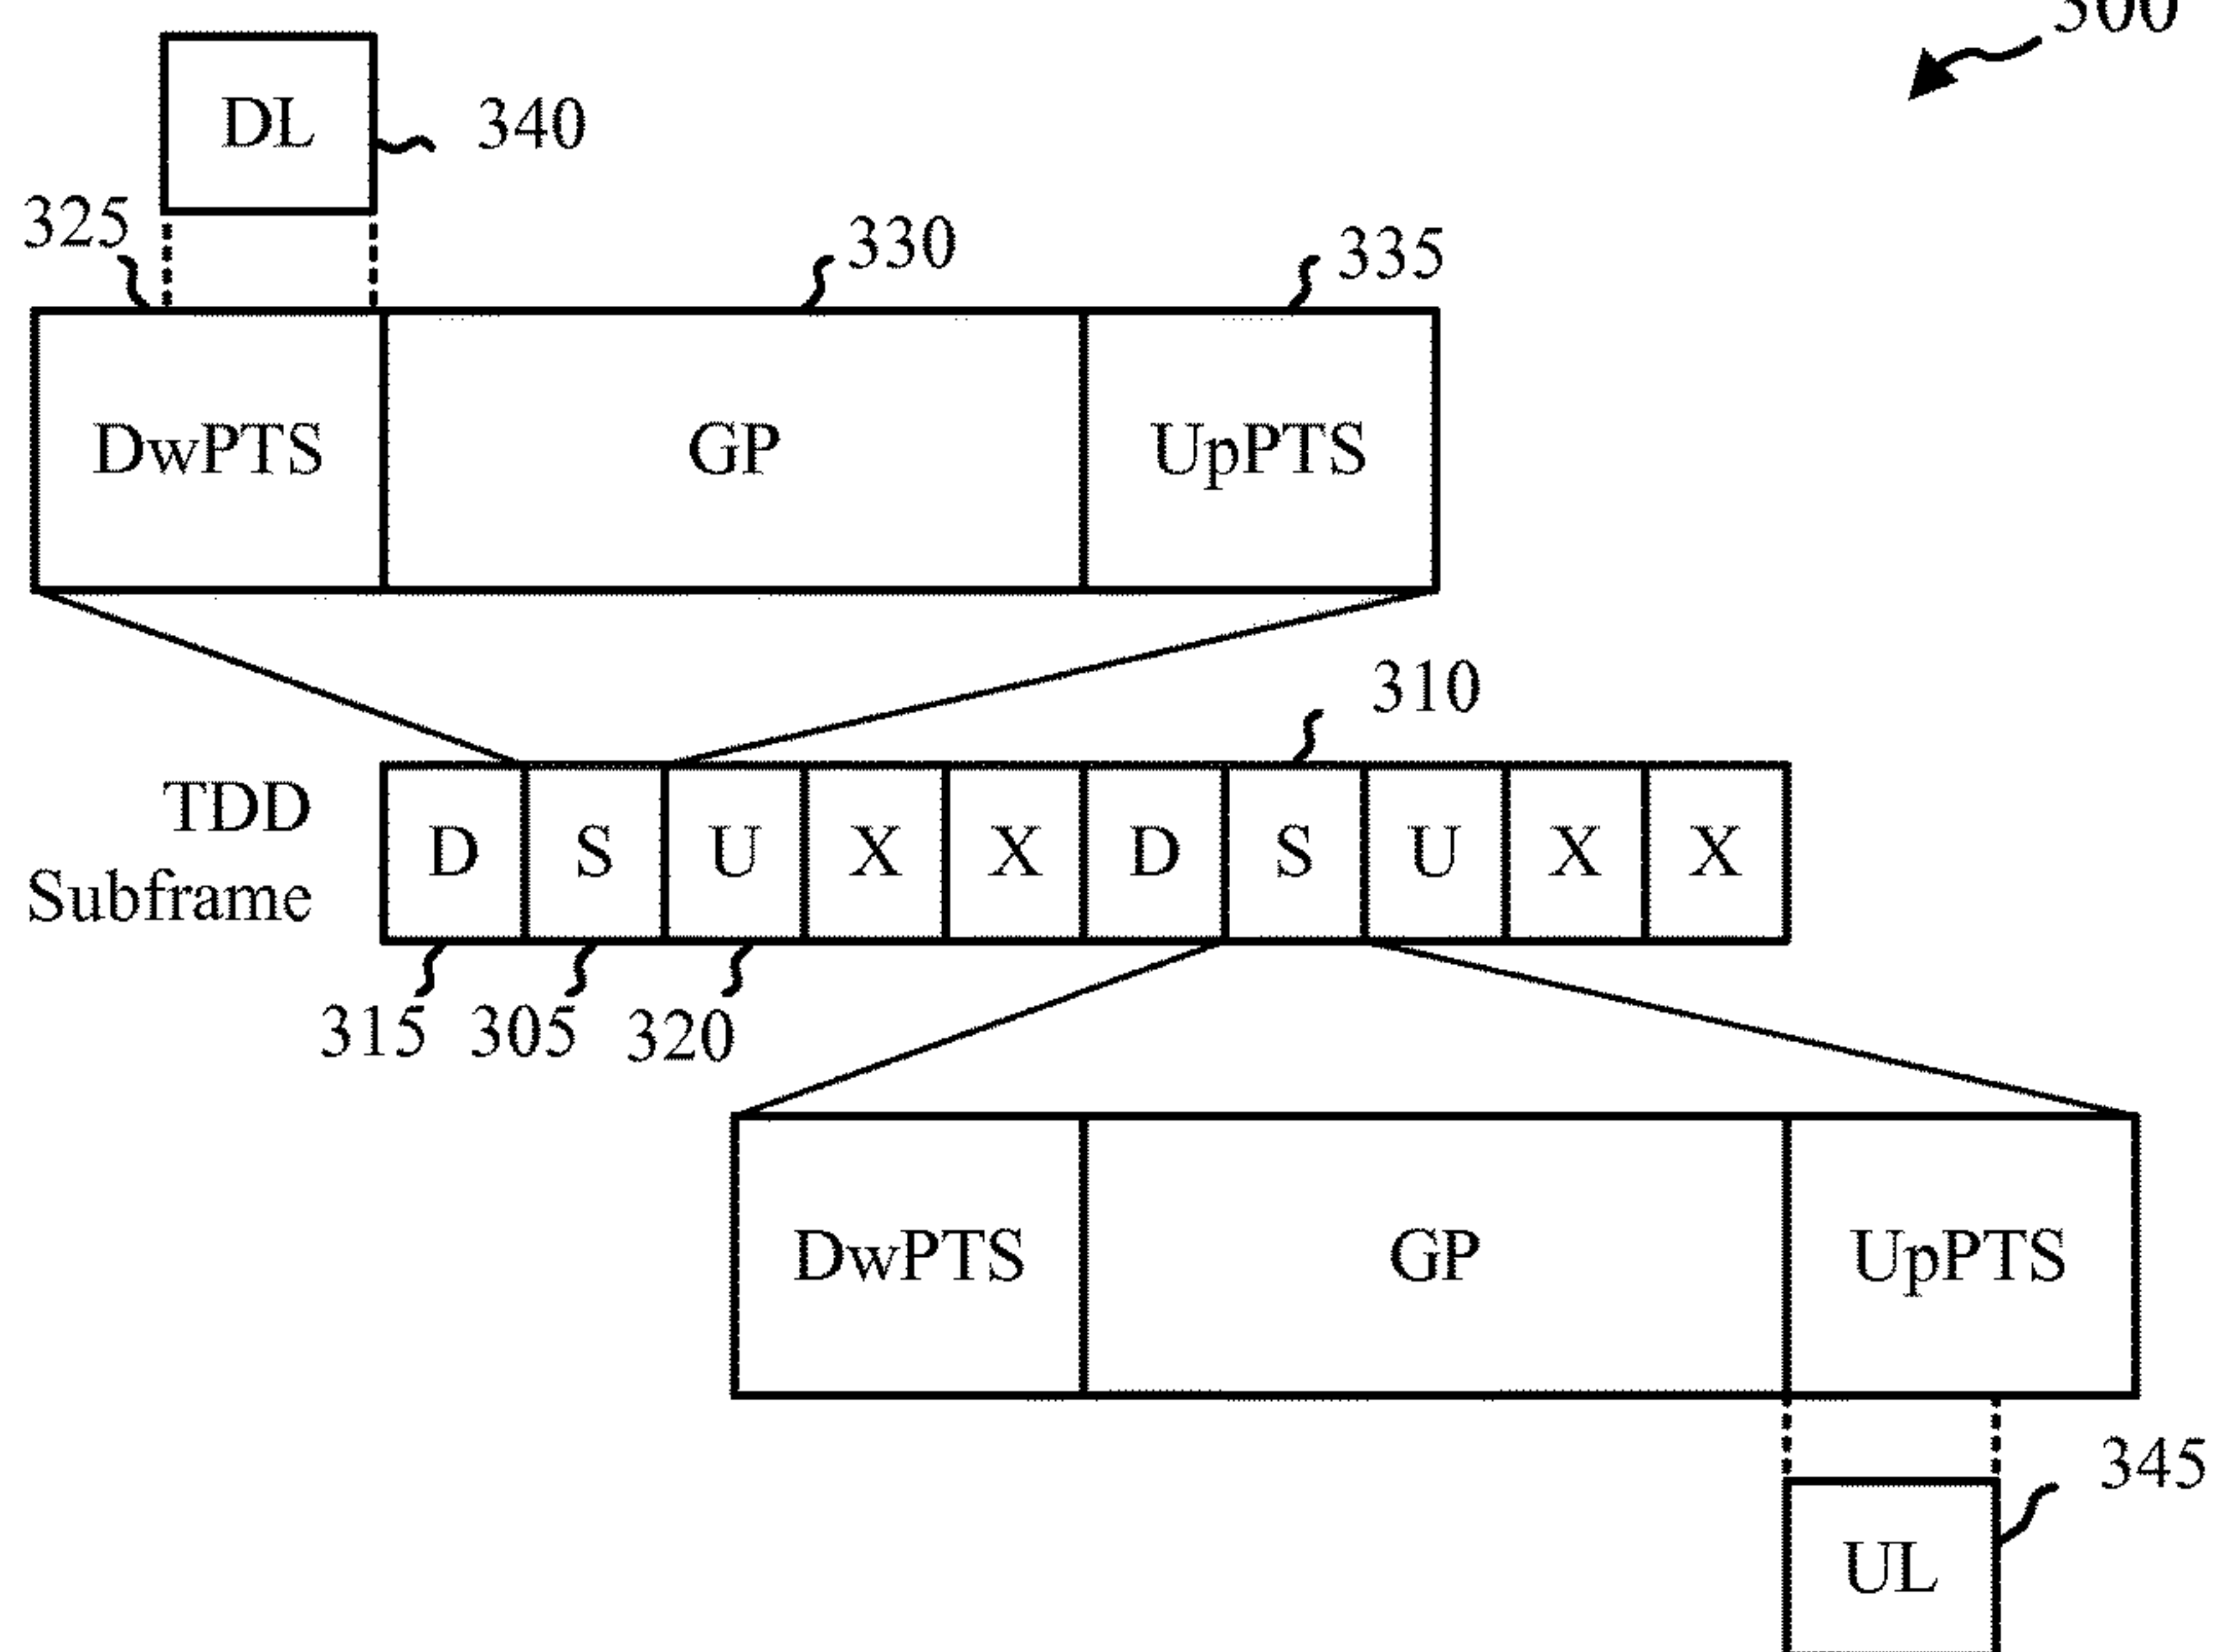 300
DL
340
325
330
335
DwPTS GP UpPTS
310
TDD
Subframe
D S U X X D S U X X
315 305 320
DwPTS GP UpPTS
345
UL